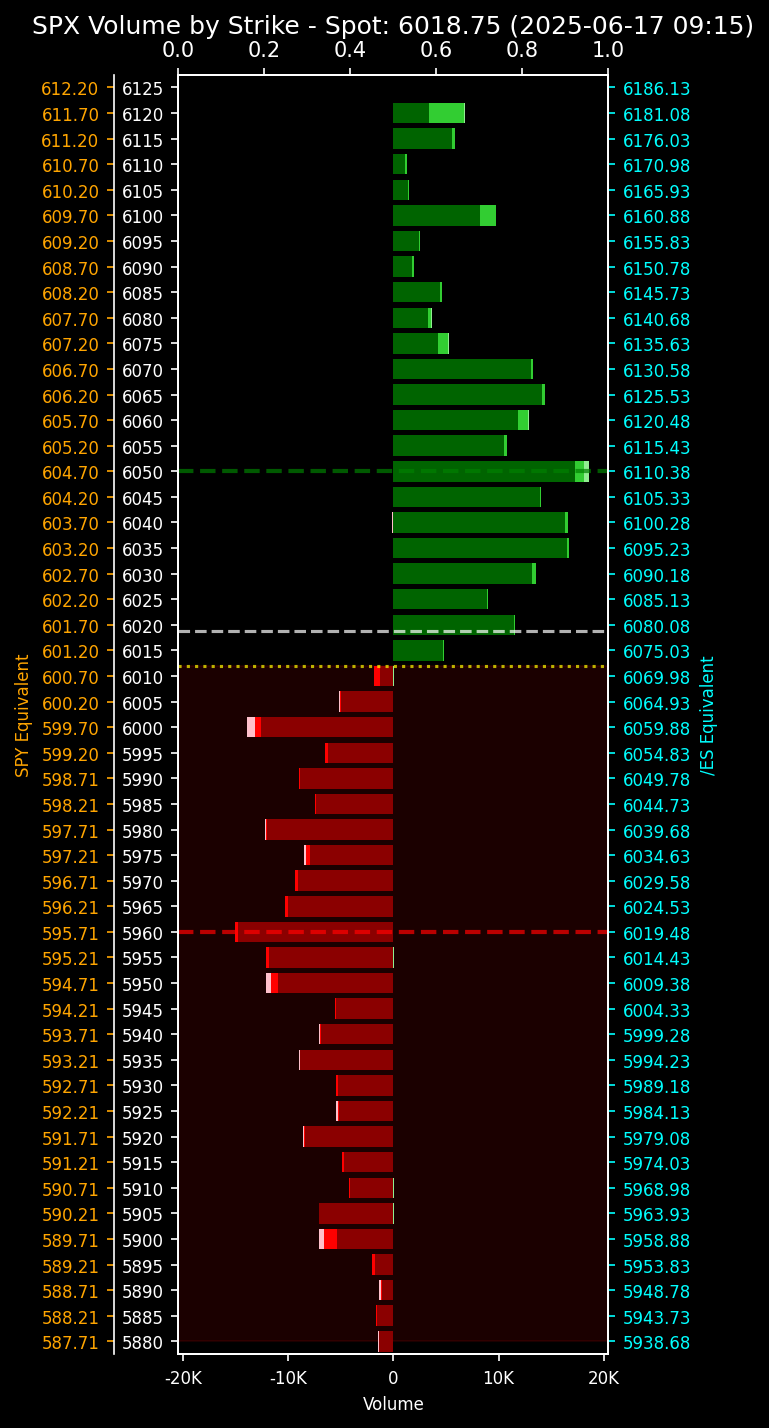 SPX Volume by Strike - Spot: 6018.75 (2025-06-17 09:15)
0.0 0.2 0.4 0.6 0.8 1.0
612.20 6125 6186.13
611.70 6120 6181.08
611.20 6115 6176.03
610.70 6110 6170.98
610.20 6105 6165.93
609.70 6100 6160.88
609.20 6095 6155.83
608.70 6090 6150.78
608.20 6085 6145.73
607.70 6080 6140.68
607.20 6075 6135.63
606.70 6070 6130.58
606.20 6065 6125.53
605.70 6060 6120.48
605.20 6055 6115.43
604.70 6050 6110.38
604.20 6045 6105.33
603.70 6040 6100.28
603.20 6035 6095.23
602.70 6030 6090.18
602.20 6025 6085.13
601.70 6020 6080.08
601.20 6015 6075.03
600.70 6010 6069.98
600.20 6005 6064.93
599.70 6000 6059.88
599.20 5995 6054.83
598.71 5990 6049.78
598.21 5985 6044.73
597.71 5980 6039.68
597.21 5975 6034.63
596.71 5970 6029.58
596.21 5965 6024.53
595.71 5960 6019.48
595.21 5955 6014.43
594.71 5950 6009.38
594.21 5945 6004.33
593.71 5940 5999.28
593.21 5935 5994.23
592.71 5930 5989.18
592.21 5925 5984.13
591.71 5920 5979.08
591.21 5915 5974.03
590.71 5910 5968.98
590.21 5905 5963.93
589.71 5900 5958.88
589.21 5895 5953.83
588.71 5890 5948.78
588.21 5885 5943.73
587.71 5880 5938.68
SPY Equivalent
/ES Equivalent
-20K -10K 0 10K 20K
Volume